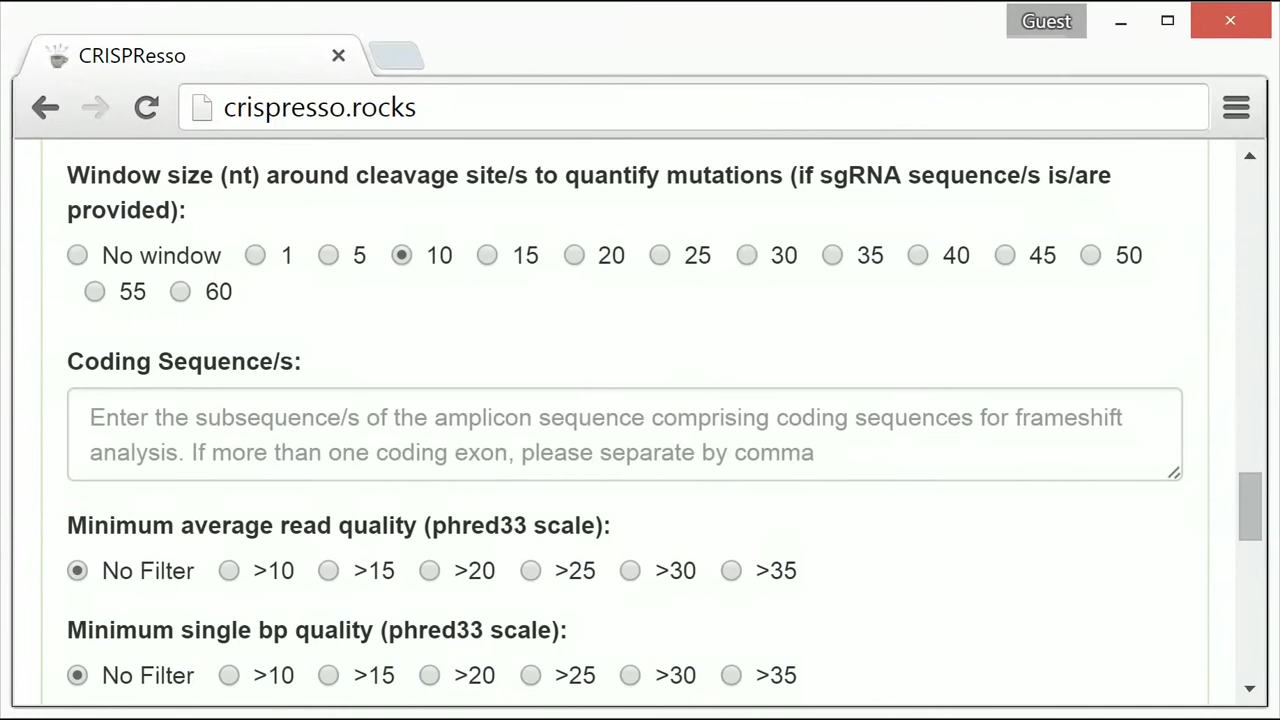 Guest
CRISPResso
crispresso.rocks
Window size (nt) around cleavage site/s to quantify mutations (if sgRNA sequence/s is/are
provided):
No window 1 5 10 15 20 25 30 35 40 45 50
55 60
Coding Sequence/s:
Enter the subsequence/s of the amplicon sequence comprising coding sequences for frameshift
analysis. If more than one coding exon, please separate by comma
Minimum average read quality (phred33 scale):
No Filter >10 >15 >20 >25 >30 >35
Minimum single bp quality (phred33 scale):
No Filter >10 >15 >20 >25 >30 >35